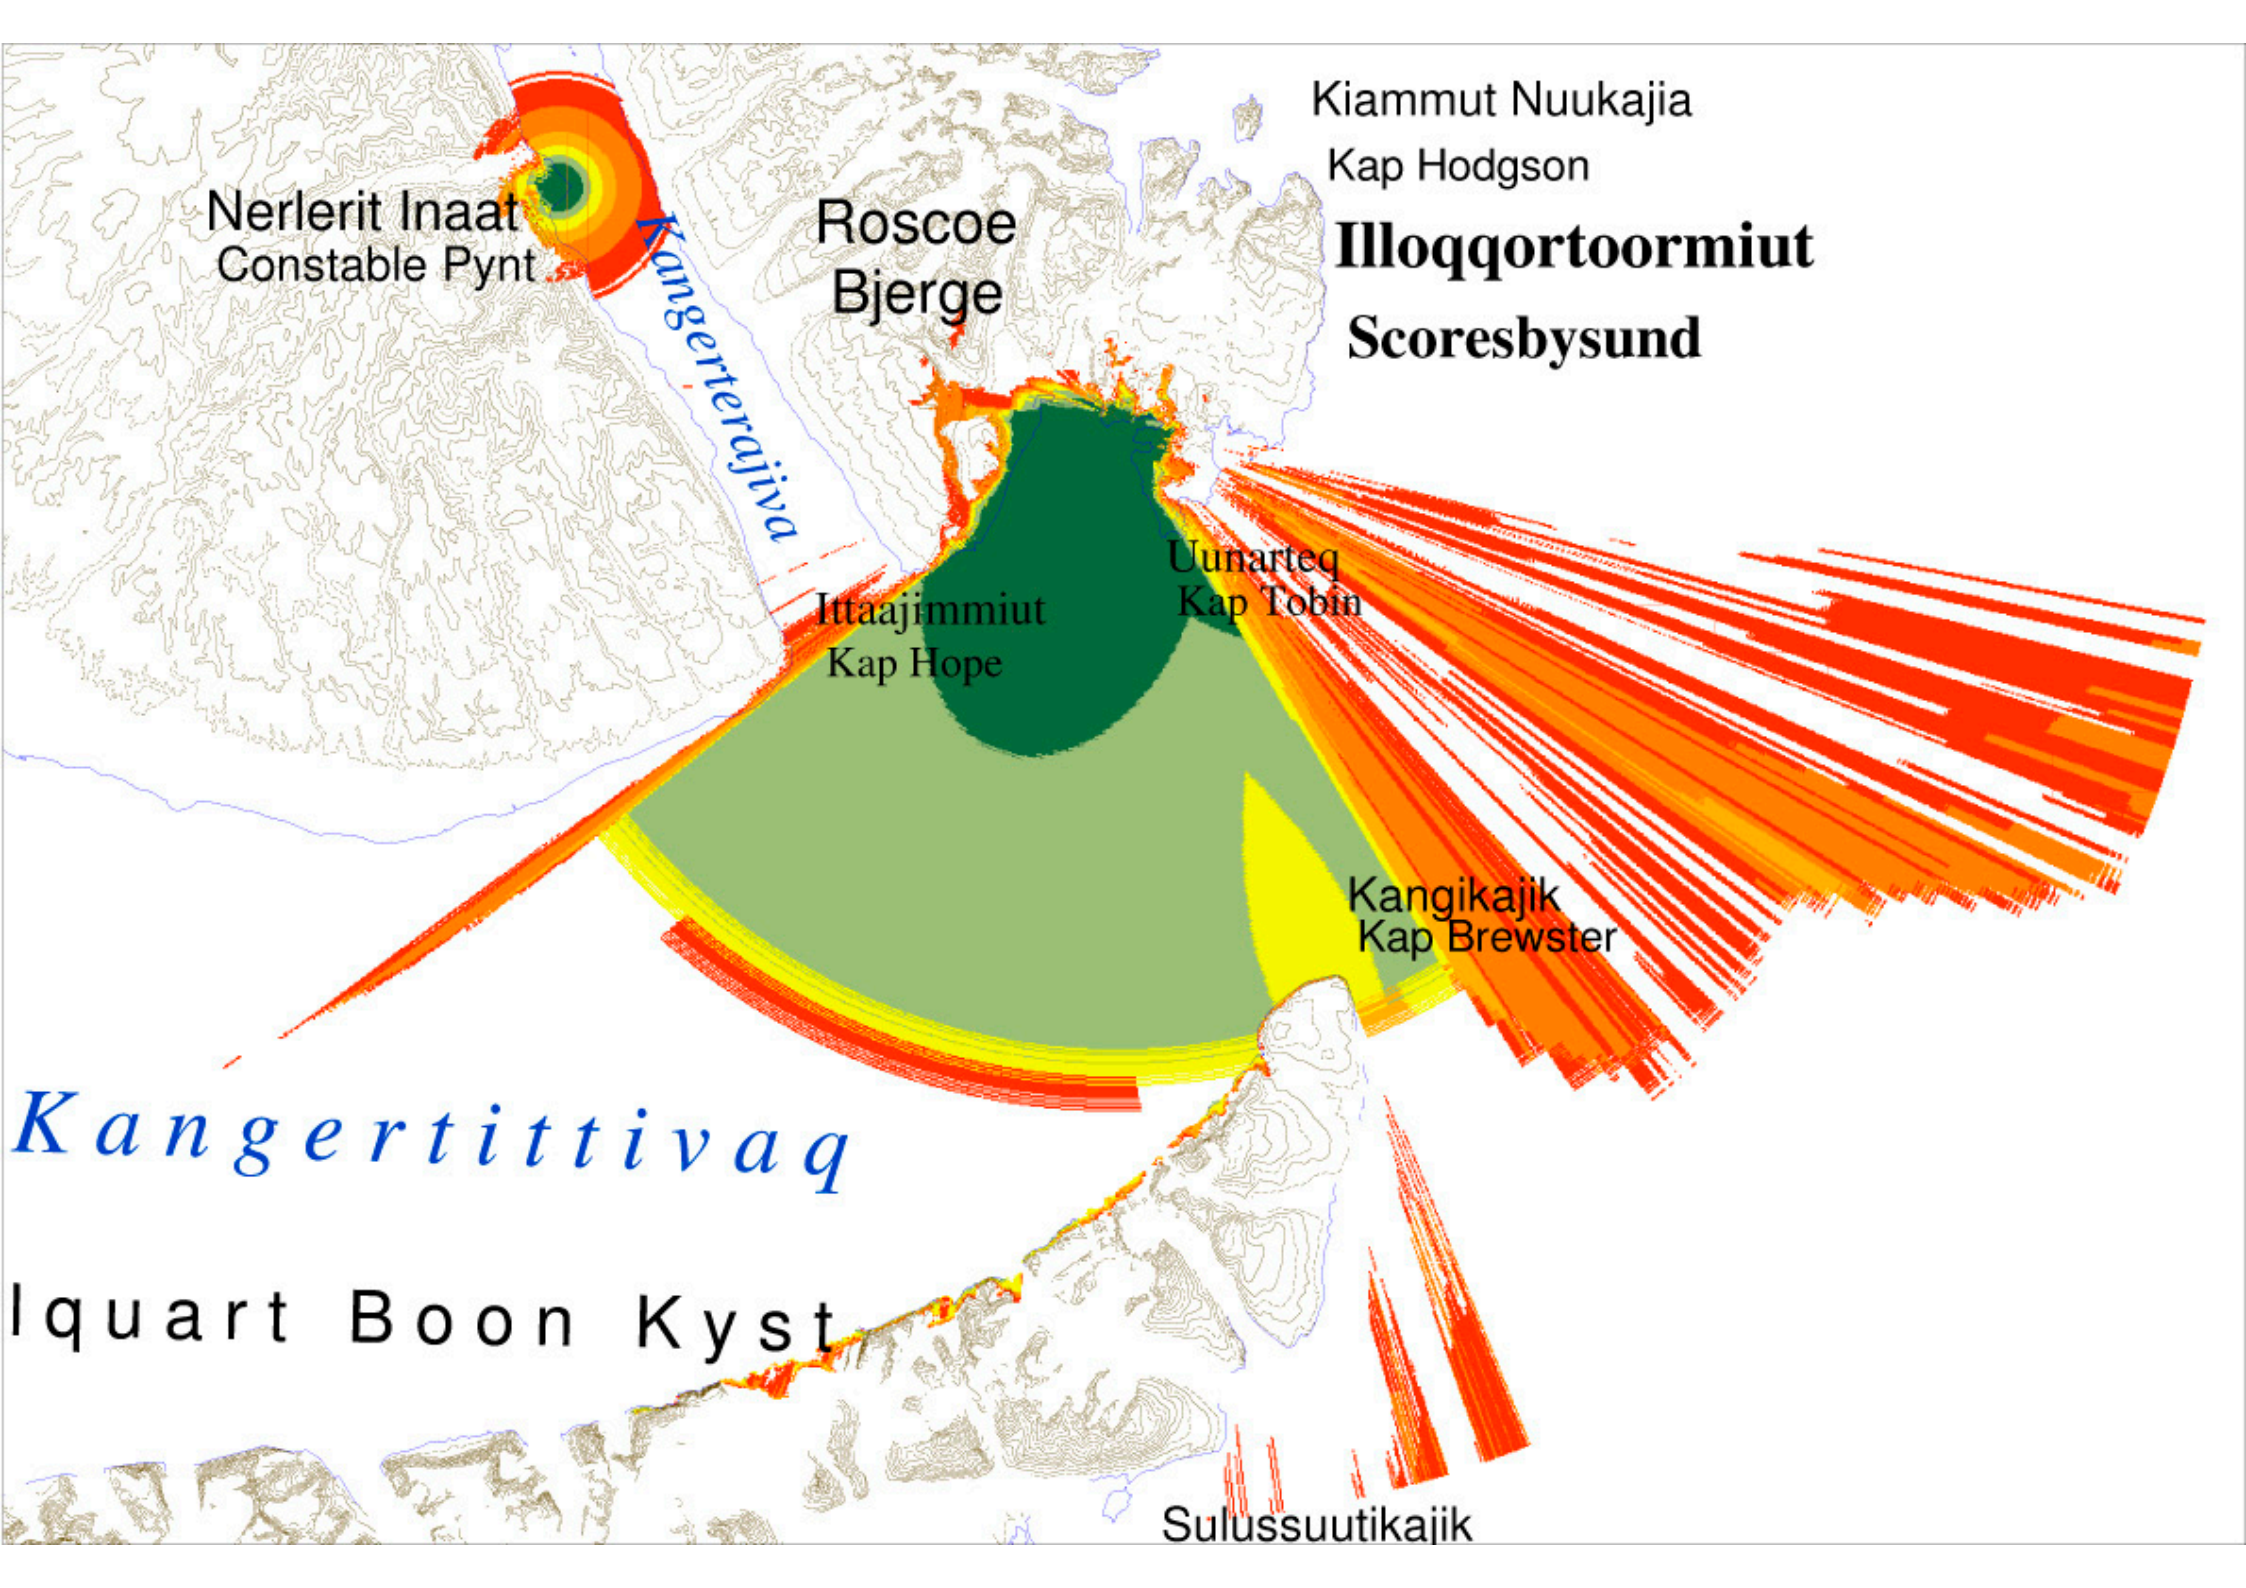 Kiammut Nuukajia
Kap Hodgson
Nerlerit Inaat
Constable Pynt
Roscoe
Bjerge
Illoqqortoormiut
Scoresbysund
Kangerterajiva
Uunarteq
Kap Tobin
Ittaajimmiut
Kap Hope
Kangikajik
Kap Brewster
Kangertittivaq
lquart Boon Kyst
Sulussuutikajik